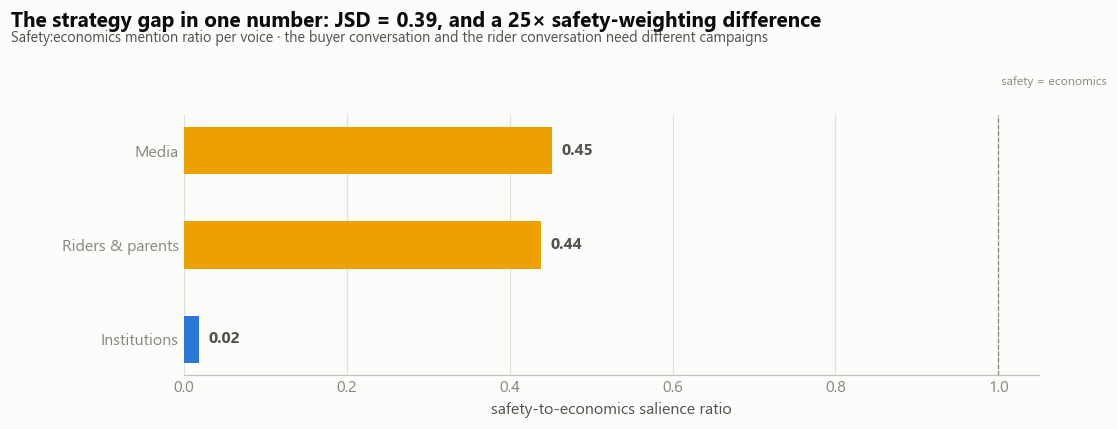 The strategy gap in one number: JSD = 0.39, and a 25× safety-weighting difference
Safety:economics mention ratio per voice · the buyer conversation and the rider conversation need different campaigns
safety = economics
Media
0.45
Riders & parents
0.44
Institutions
0.02
0.0 0.2 0.4 0.6 0.8 1.0
safety-to-economics salience ratio